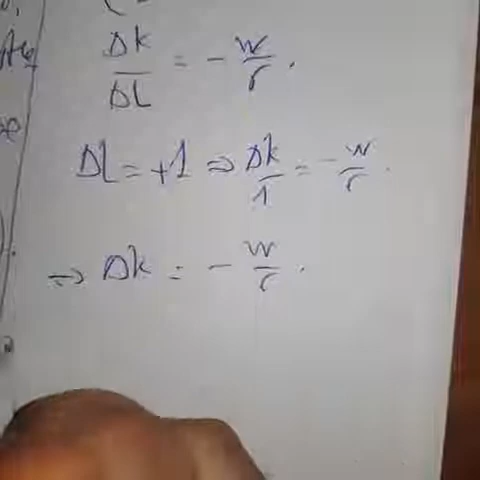 Δk/ΔL = - w/r.
ΔL = +1 ⇒ Δk/1 = - w/r.
⇒ Δk = - w/r.